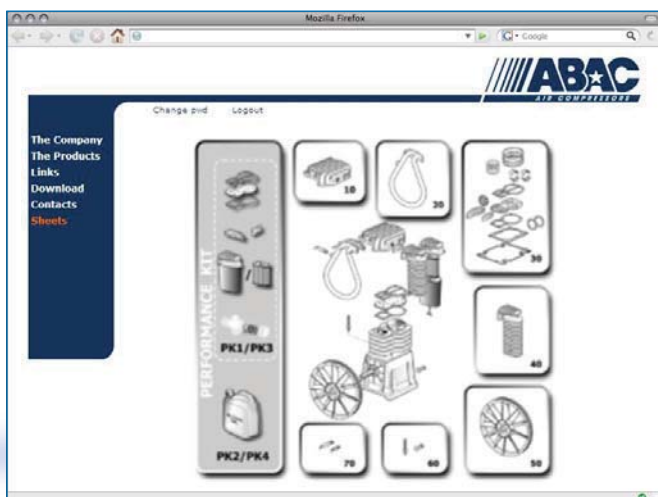 Mozilla Firefox
Google
ABAC
AIR COMPRESSORS
Change pwd Logout
The Company
The Products
Links
Download
Contacts
Sheets
PERFORMANCE KIT
PK1/PK3
PK2/PK4
10
20
30
40
50
60
70